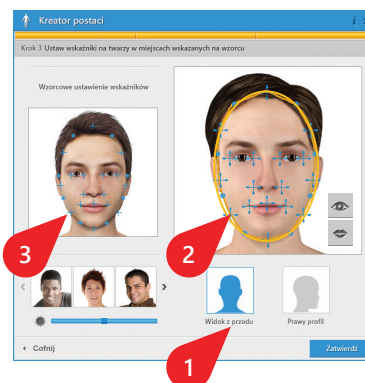 Kreator postaci
i
Krok 3 Ustaw wskaźniki na twarzy w miejscach wskazanych na wzorcu
Wzorcowe ustawienie wskaźników
3
2
Widok z przodu
Prawy profil
Cofnij
Zatwierdź
1